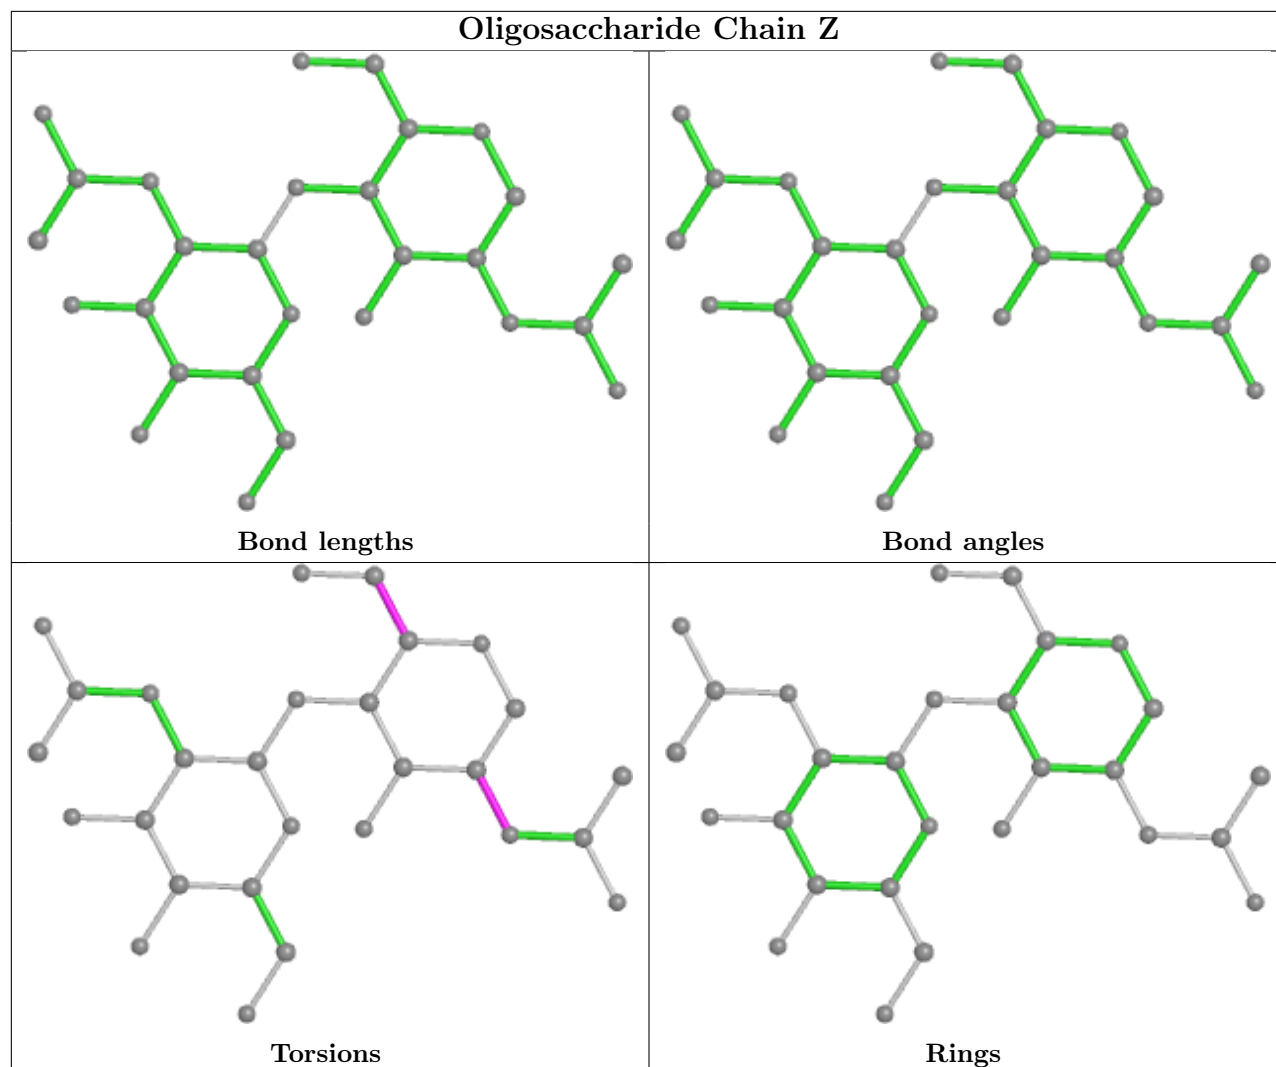 Oligosaccharide Chain Z
Bond lengths
Bond angles
Torsions
Rings